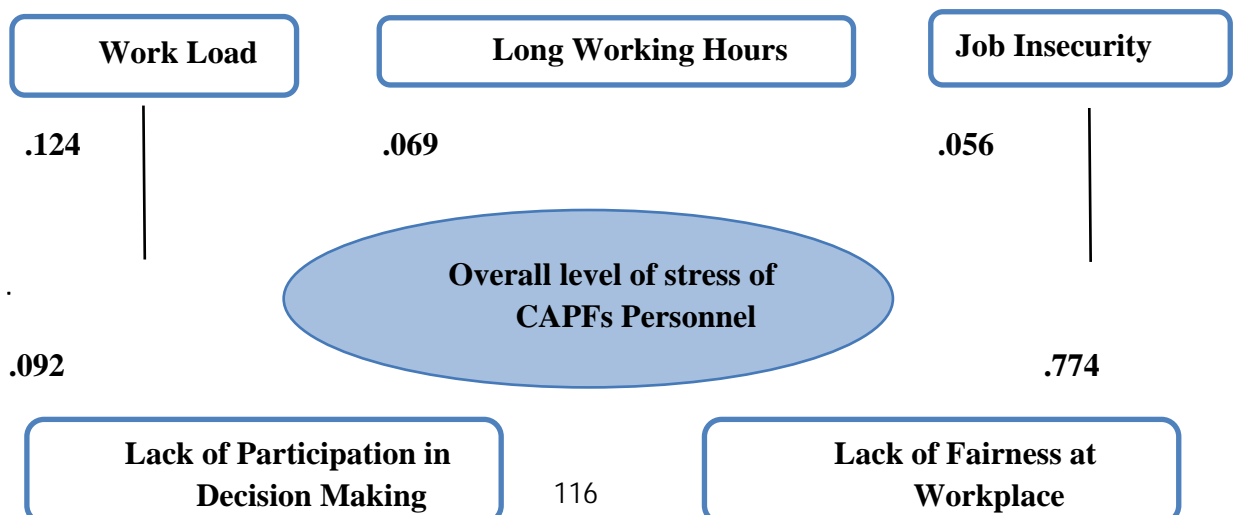 Work Load
Long Working Hours
Job Insecurity
.124
.069
.056
Overall level of stress of
CAPFs Personnel
.
.092
.774
Lack of Participation in
Decision Making
116
Lack of Fairness at
Workplace